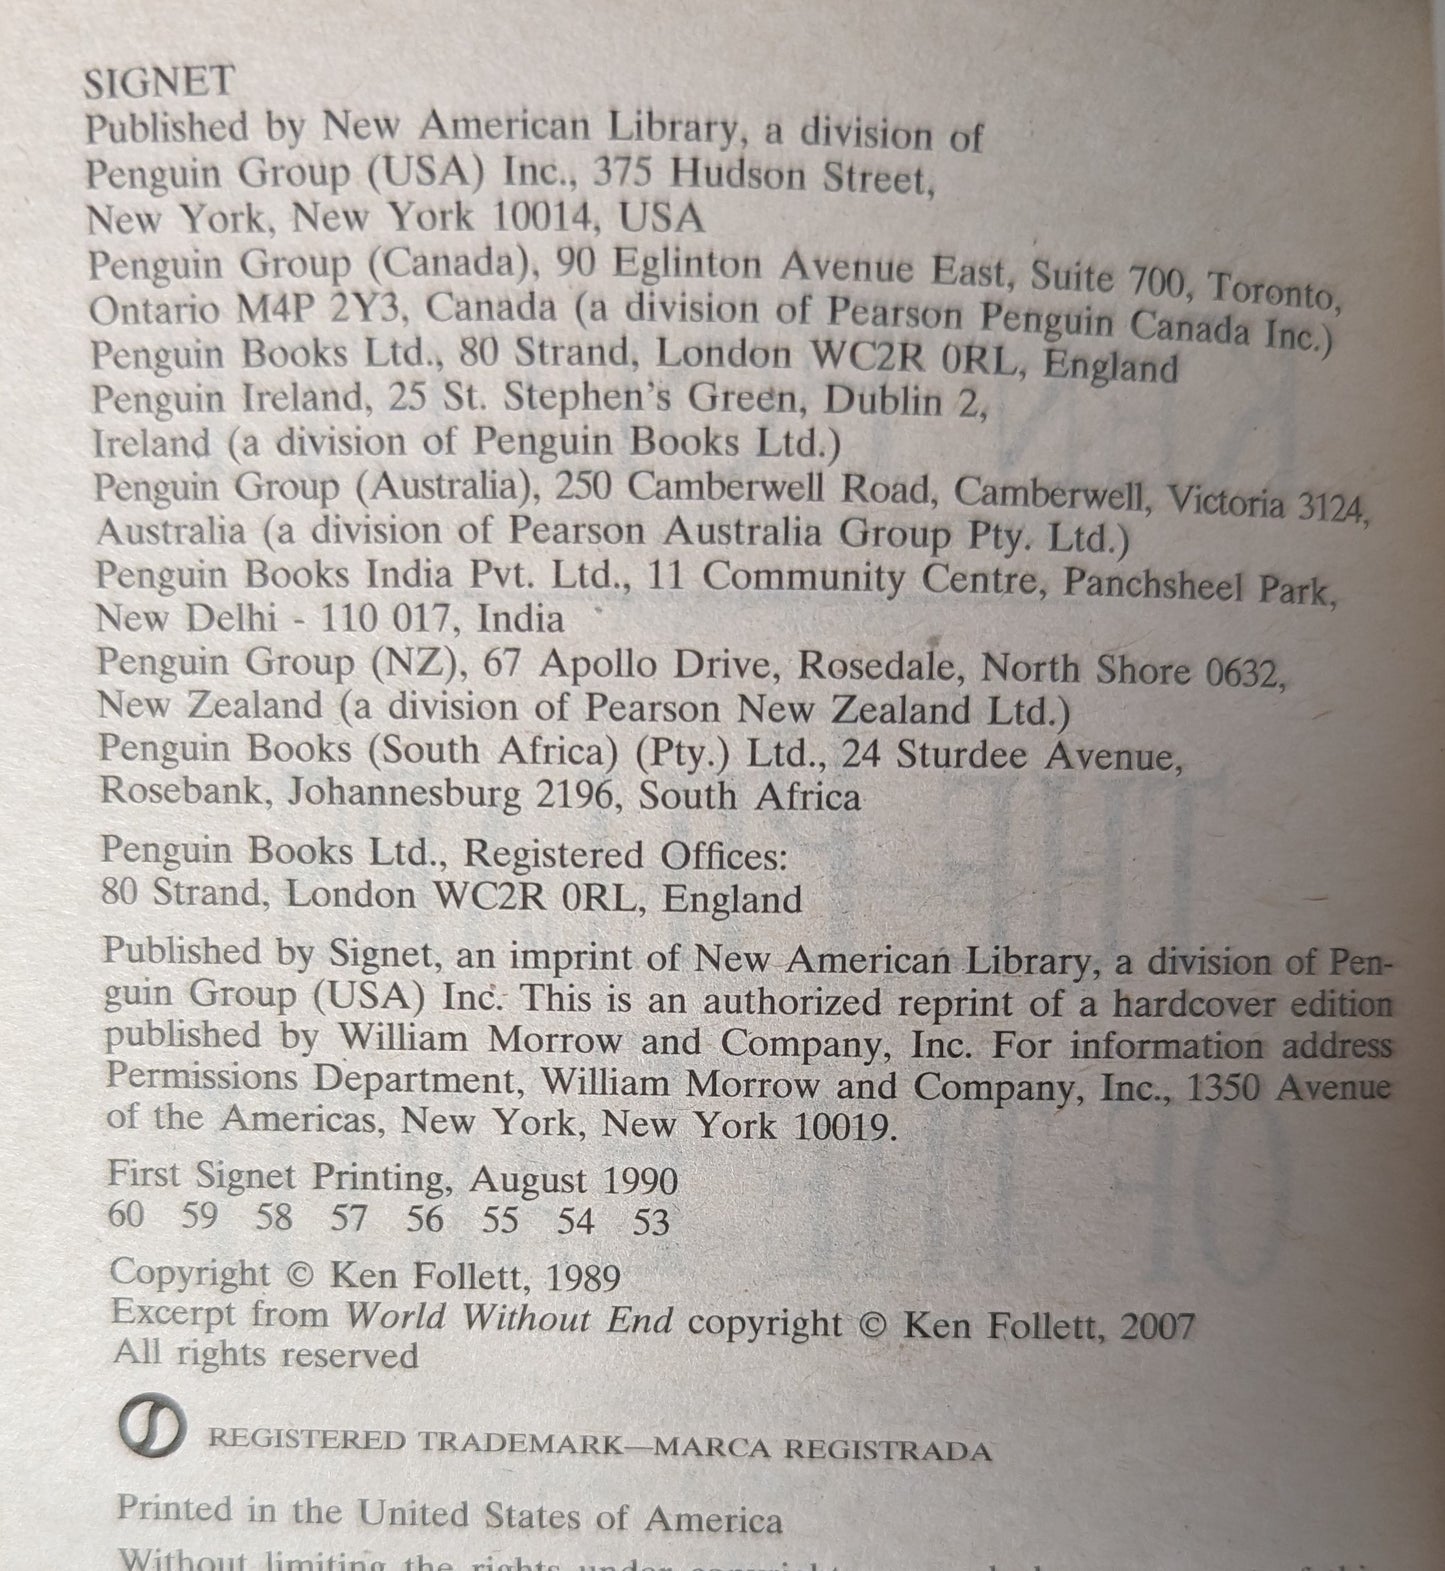 SIGNET
Published by New American Library, a division of
Penguin Group (USA) Inc., 375 Hudson Street,
New York, New York 10014, USA
Penguin Group (Canada), 90 Eglinton Avenue East, Suite 700, Toronto,
Ontario M4P 2Y3, Canada (a division of Pearson Penguin Canada Inc.)
Penguin Books Ltd., 80 Strand, London WC2R 0RL, England
Penguin Ireland, 25 St. Stephen's Green, Dublin 2,
Ireland (a division of Penguin Books Ltd.)
Penguin Group (Australia), 250 Camberwell Road, Camberwell, Victoria 3124,
Australia (a division of Pearson Australia Group Pty. Ltd.)
Penguin Books India Pvt. Ltd., 11 Community Centre, Panchsheel Park,
New Delhi - 110 017, India
Penguin Group (NZ), 67 Apollo Drive, Rosedale, North Shore 0632,
New Zealand (a division of Pearson New Zealand Ltd.)
Penguin Books (South Africa) (Pty.) Ltd., 24 Sturdee Avenue,
Rosebank, Johannesburg 2196, South Africa
Penguin Books Ltd., Registered Offices:
80 Strand, London WC2R 0RL, England
Published by Signet, an imprint of New American Library, a division of Pen-
guin Group (USA) Inc. This is an authorized reprint of a hardcover edition
published by William Morrow and Company, Inc. For information address
Permissions Department, William Morrow and Company, Inc., 1350 Avenue
of the Americas, New York, New York 10019.
First Signet Printing, August 1990
60 59 58 57 56 55 54 53
Copyright © Ken Follett, 1989
Excerpt from World Without End copyright © Ken Follett, 2007
All rights reserved
REGISTERED TRADEMARK—MARCA REGISTRADA
Printed in the United States of America
Without limiting the rights under